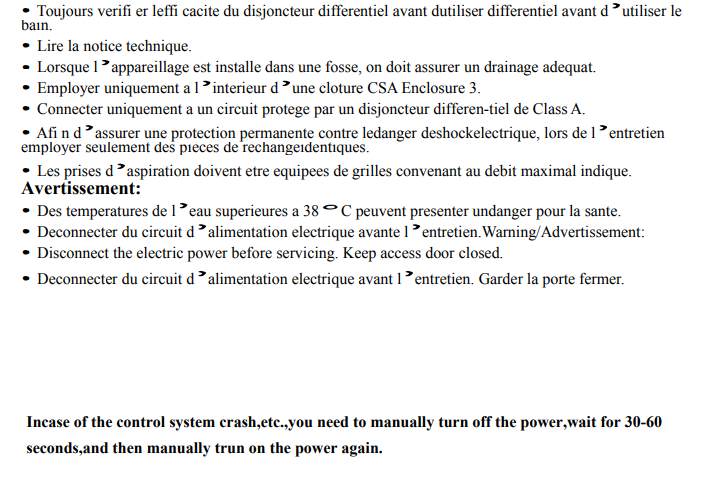 • Toujours verifi er leffi cacite du disjoncteur differentiel avant dutiliser differentiel avant d ’utiliser le
bain.
• Lire la notice technique.
• Lorsque l ’appareillage est installe dans une fosse, on doit assurer un drainage adequat.
• Employer uniquement a l ’interieur d ’une cloture CSA Enclosure 3.
• Connecter uniquement a un circuit protege par un disjoncteur differen-tiel de Class A.
• Afi n d ’assurer une protection permanente contre ledanger deshockelectrique, lors de l ’entretien
employer seulement des pieces de rechangeidentiques.
• Les prises d ’aspiration doivent etre equipees de grilles convenant au debit maximal indique.
Avertissement:
• Des temperatures de l ’eau superieures a 38 ° C peuvent presenter undanger pour la sante.
• Deconnecter du circuit d ’alimentation electrique avante l ’entretien.Warning/Advertissement:
• Disconnect the electric power before servicing. Keep access door closed.
• Deconnecter du circuit d ’alimentation electrique avant l ’entretien. Garder la porte fermer.
Incase of the control system crash,etc.,you need to manually turn off the power,wait for 30-60
seconds,and then manually trun on the power again.